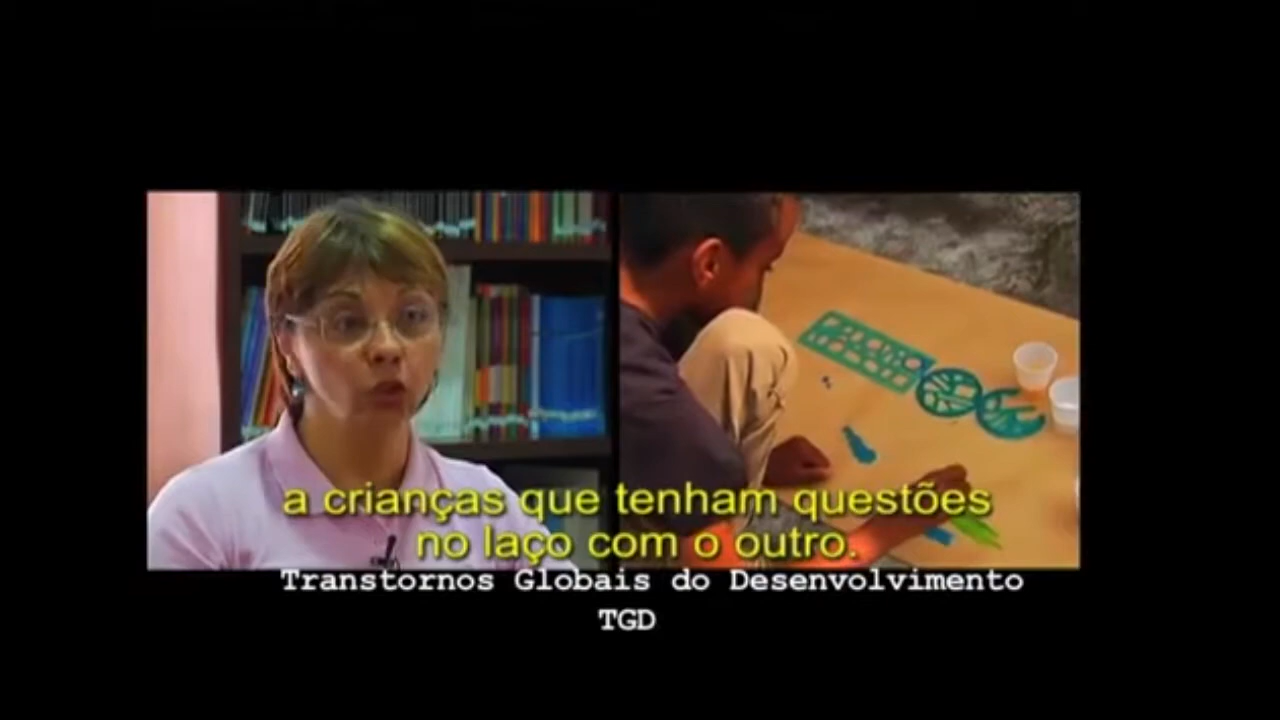 a crianças que tenham questões
no laço com o outro.
Transtornos Globais do Desenvolvimento
TGD